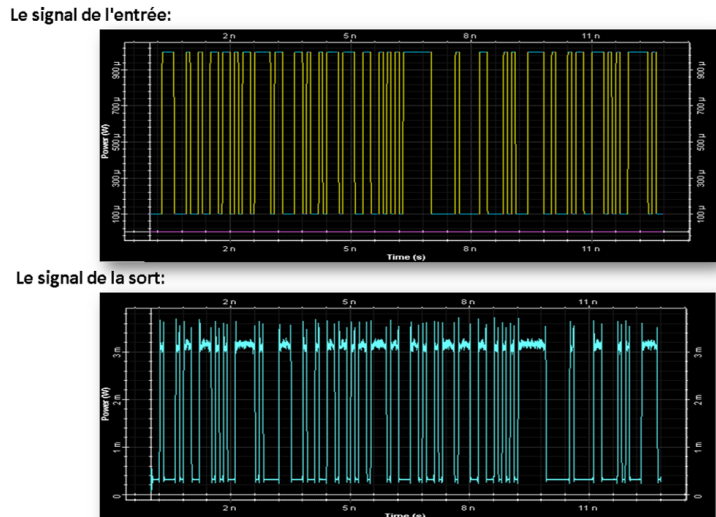 Le signal de l'entrée:
2 n 5 n 8 n 11 n
900 µ 900 µ
700 µ 700 µ
500 µ 500 µ
300 µ 300 µ
100 µ 100 µ
Power (W)
2 n 5 n 8 n 11 n
Time (s)
Le signal de la sort:
2 n 5 n 8 n 11 n
3 m 3 m
2 m 2 m
1 m 1 m
0 0
Power (W)
2 n 5 n 8 n 11 n
Time (s)